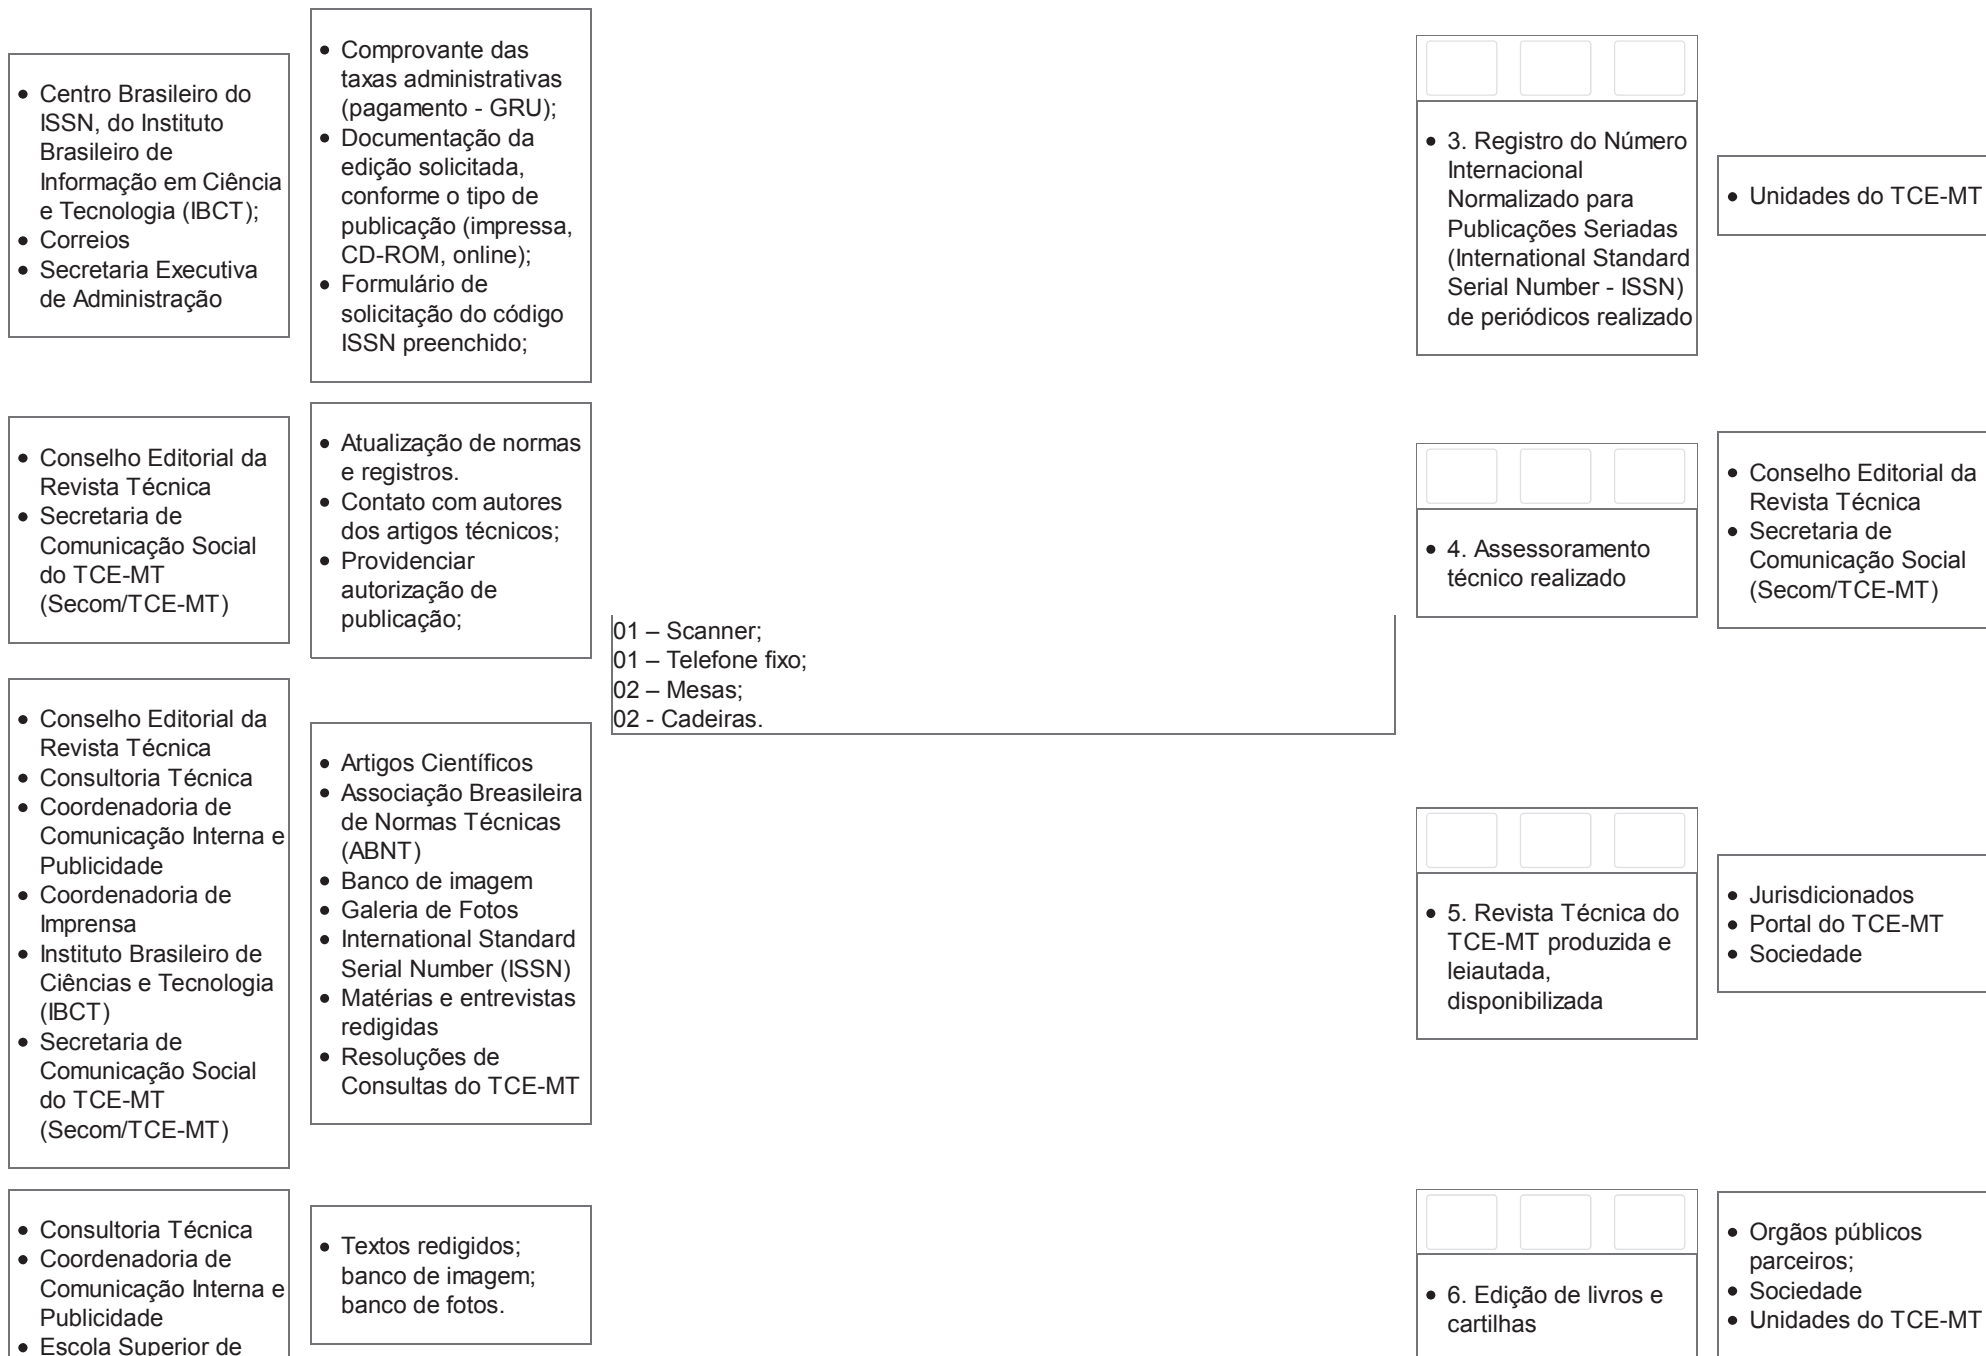 Centro Brasileiro do
ISSN, do Instituto
Brasileiro de
Informação em Ciência
e Tecnologia (IBCT);
Correios
Secretaria Executiva
de Administração
Comprovante das
taxas administrativas
(pagamento - GRU);
Documentação da
edição solicitada,
conforme o tipo de
publicação (impressa,
CD-ROM, online);
Formulário de
solicitação do código
ISSN preenchido;
3. Registro do Número
Internacional
Normalizado para
Publicações Seriadas
(International Standard
Serial Number - ISSN)
de periódicos realizado
Unidades do TCE-MT
Conselho Editorial da
Revista Técnica
Secretaria de
Comunicação Social
do TCE-MT
(Secom/TCE-MT)
Atualização de normas
e registros.
Contato com autores
dos artigos técnicos;
Providenciar
autorização de
publicação;
01 – Scanner;
01 – Telefone fixo;
02 – Mesas;
02 - Cadeiras.
4. Assessoramento
técnico realizado
Conselho Editorial da
Revista Técnica
Secretaria de
Comunicação Social
(Secom/TCE-MT)
Conselho Editorial da
Revista Técnica
Consultoria Técnica
Coordenadoria de
Comunicação Interna e
Publicidade
Coordenadoria de
Imprensa
Instituto Brasileiro de
Ciências e Tecnologia
(IBCT)
Secretaria de
Comunicação Social
do TCE-MT
(Secom/TCE-MT)
Artigos Científicos
Associação Breasileira
de Normas Técnicas
(ABNT)
Banco de imagem
Galeria de Fotos
International Standard
Serial Number (ISSN)
Matérias e entrevistas
redigidas
Resoluções de
Consultas do TCE-MT
5. Revista Técnica do
TCE-MT produzida e
leiautada,
disponibilizada
Jurisdicionados
Portal do TCE-MT
Sociedade
Consultoria Técnica
Coordenadoria de
Comunicação Interna e
Publicidade
Escola Superior de
Textos redigidos;
banco de imagem;
banco de fotos.
6. Edição de livros e
cartilhas
Orgãos públicos
parceiros;
Sociedade
Unidades do TCE-MT